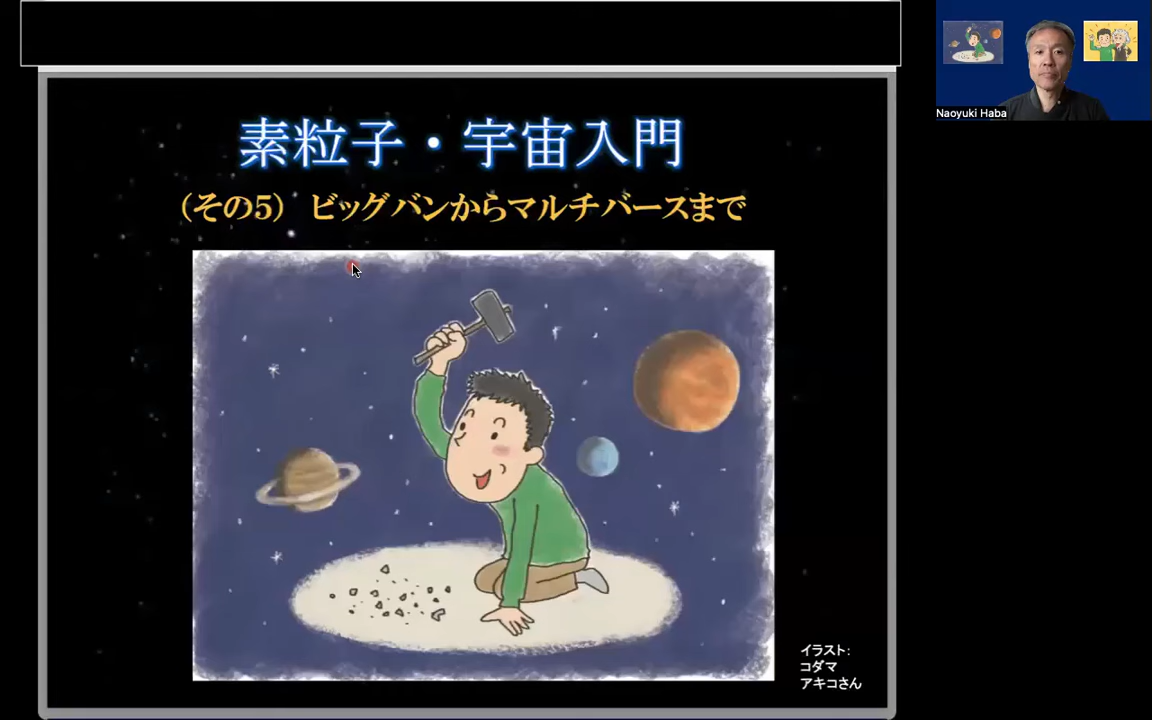 素粒子・宇宙入門
（その5） ビッグバンからマルチバースまで
イラスト:
コダマ
アキコさん
Naoyuki Haba